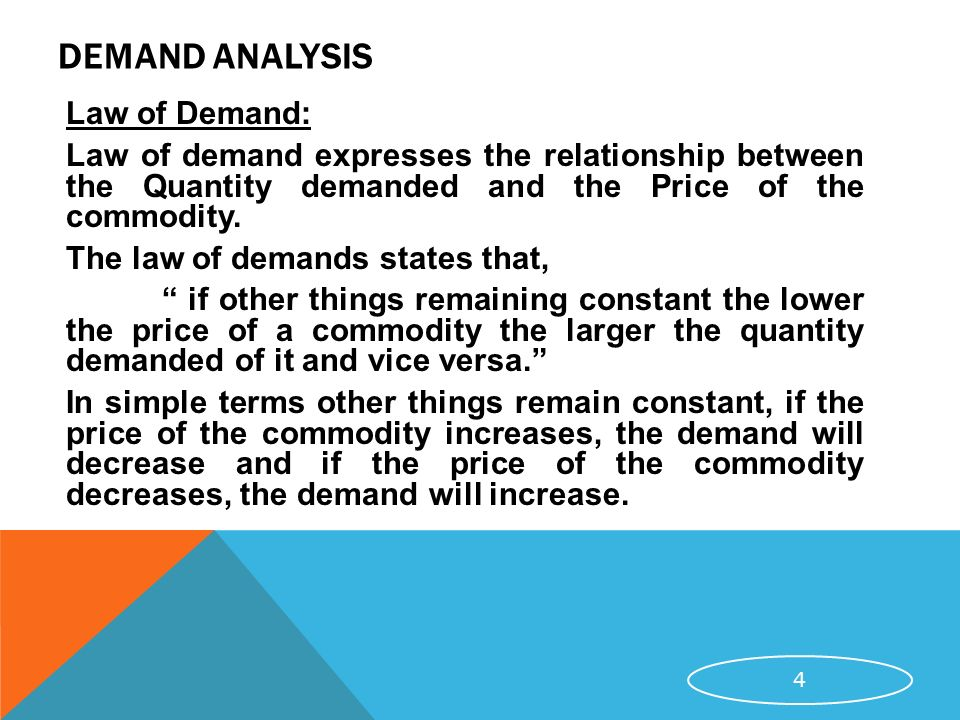 DEMAND ANALYSIS
Law of Demand:
Law of demand expresses the relationship between
the Quantity demanded and the Price of the
commodity.
The law of demands states that,
“ if other things remaining constant the lower
the price of a commodity the larger the quantity
demanded of it and vice versa.”
In simple terms other things remain constant, if the
price of the commodity increases, the demand will
decrease and if the price of the commodity
decreases, the demand will increase.
4